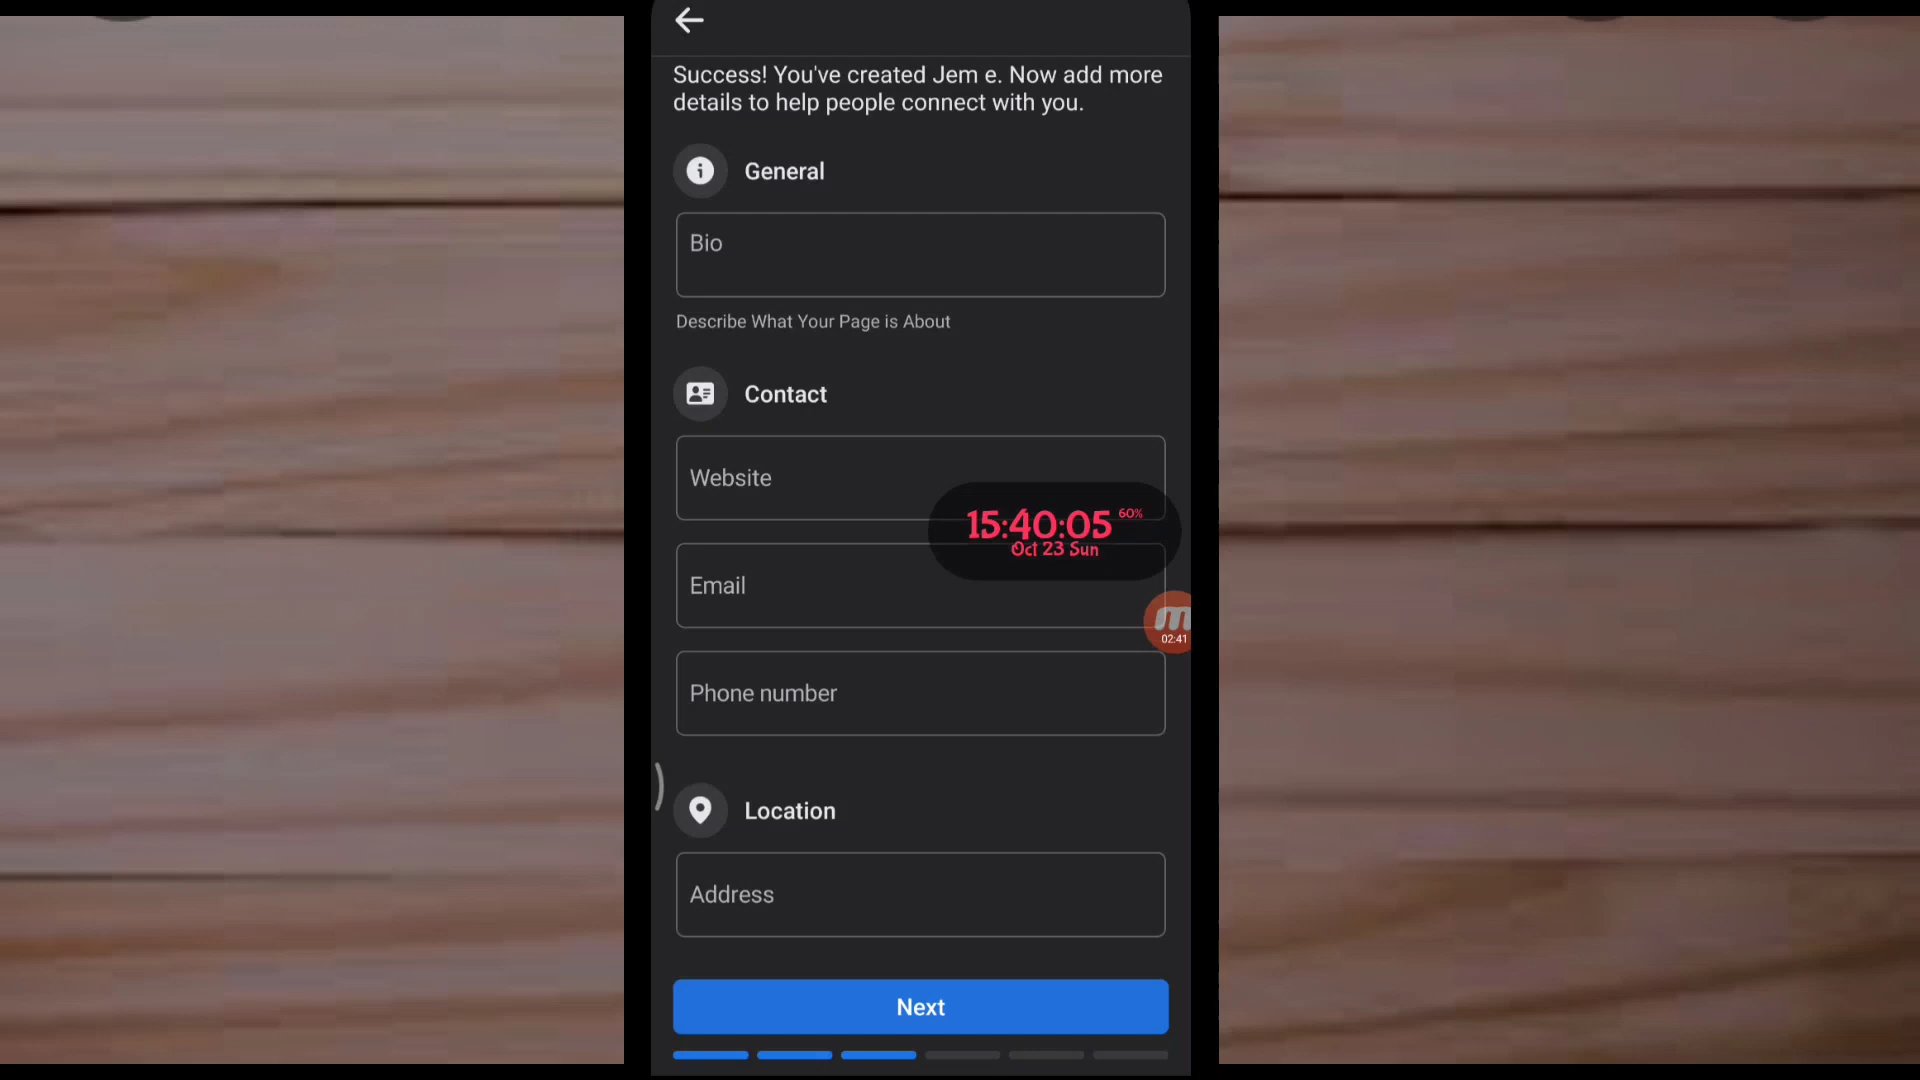 Success! You've created Jem e. Now add more
details to help people connect with you.
General
Bio
Describe What Your Page is About
Contact
Website
15:40:05 60%
Oct 23 Sun
Email
m
02:41
Phone number
Location
Address
Next